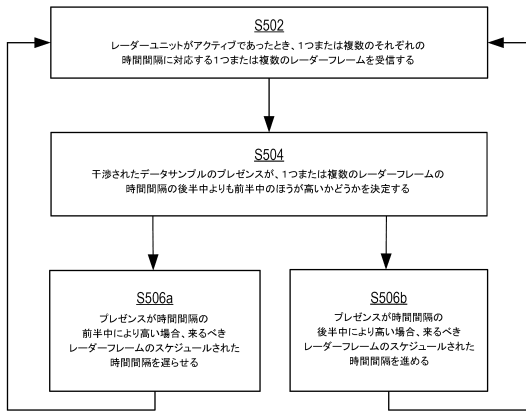 S502
レーダーユニットがアクティブであったとき、1つまたは複数のそれぞれの
時間間隔に対応する1つまたは複数のレーダーフレームを受信する
S504
干渉されたデータサンプルのプレゼンスが、1つまたは複数のレーダーフレームの
時間間隔の後半中よりも前半中のほうが高いかどうかを決定する
S506a
プレゼンスが時間間隔の
前半中により高い場合、来るべき
レーダーフレームのスケジュールされた
時間間隔を遅らせる
S506b
プレゼンスが時間間隔の
後半中により高い場合、来るべき
レーダーフレームのスケジュールされた
時間間隔を進める